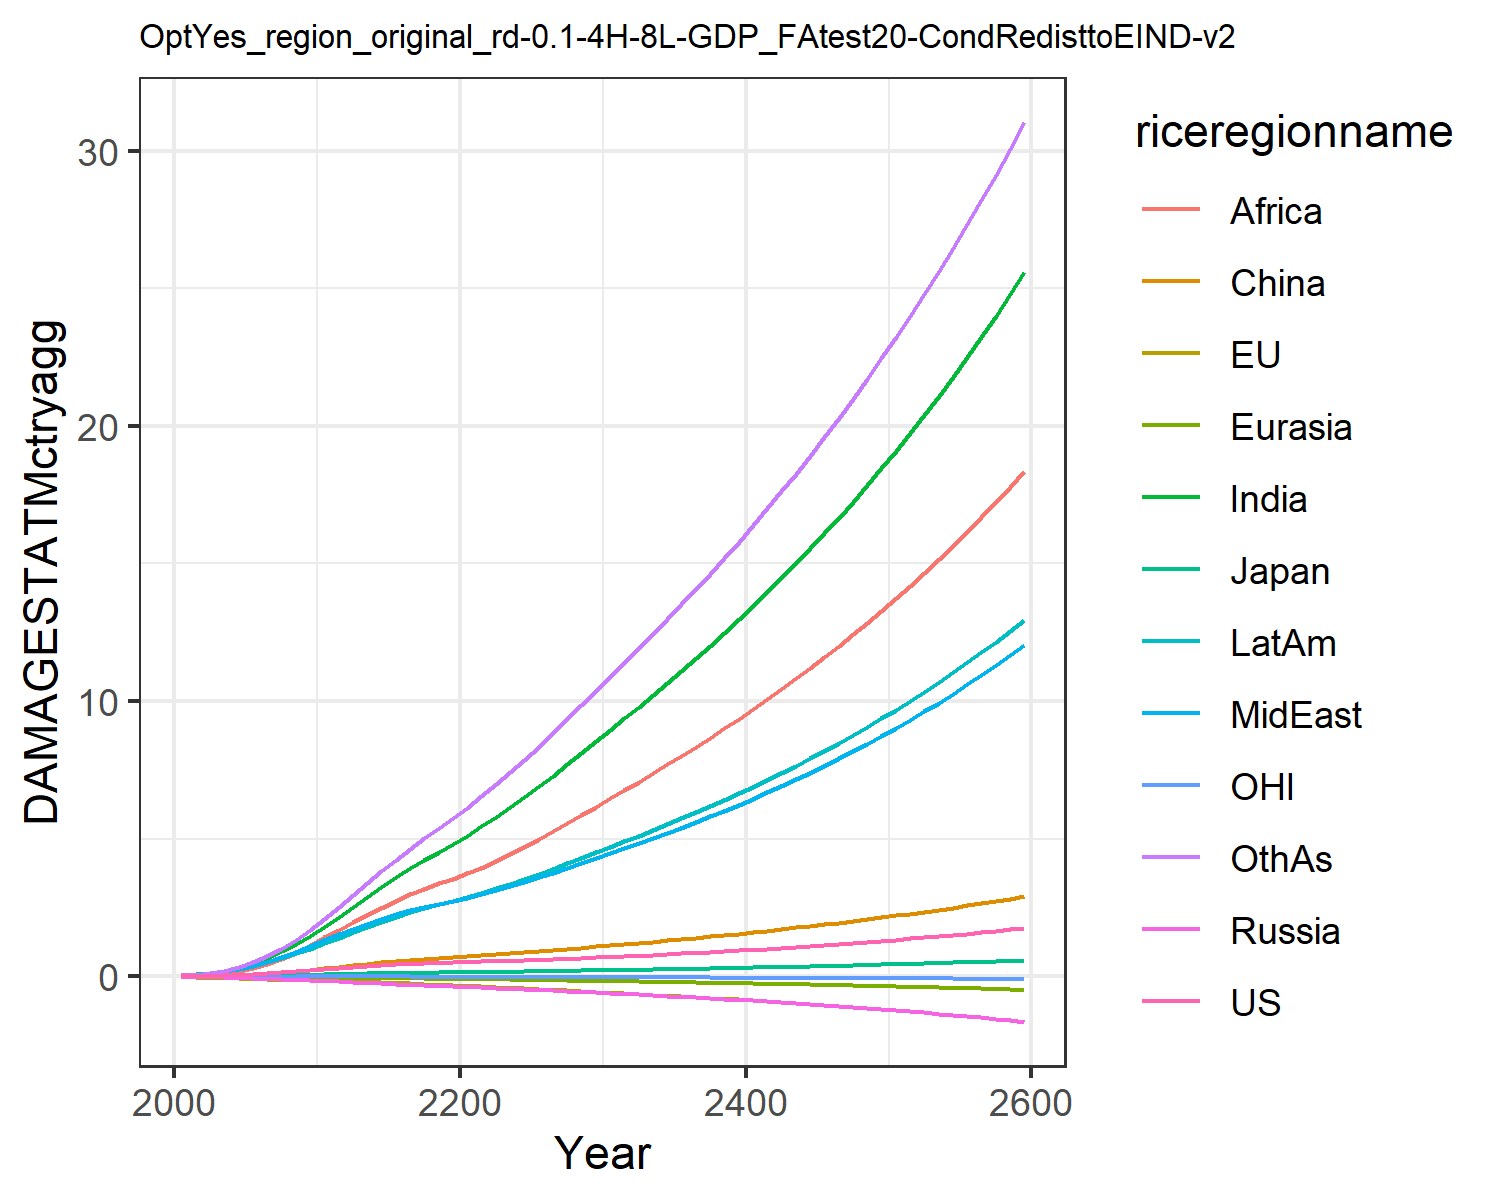 OptYes_region_original_rd-0.1-4H-8L-GDP_FAtest20-CondRedisttoEIND-v2
DAMAGESTATMctryagg
30
20
10
0
2000
2200
2400
2600
Year
riceregionname
Africa
China
EU
Eurasia
India
Japan
LatAm
MidEast
OHI
OthAs
Russia
US